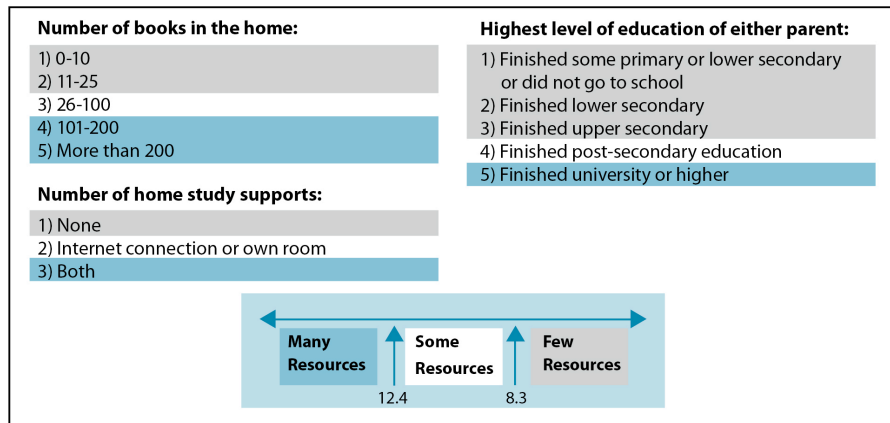 Number of books in the home:
1) 0-10
2) 11-25
3) 26-100
4) 101-200
5) More than 200
Number of home study supports:
1) None
2) Internet connection or own room
3) Both
Highest level of education of either parent:
1) Finished some primary or lower secondary
or did not go to school
2) Finished lower secondary
3) Finished upper secondary
4) Finished post-secondary education
5) Finished university or higher
Many
Resources
Some
Resources
Few
Resources
12.4
8.3